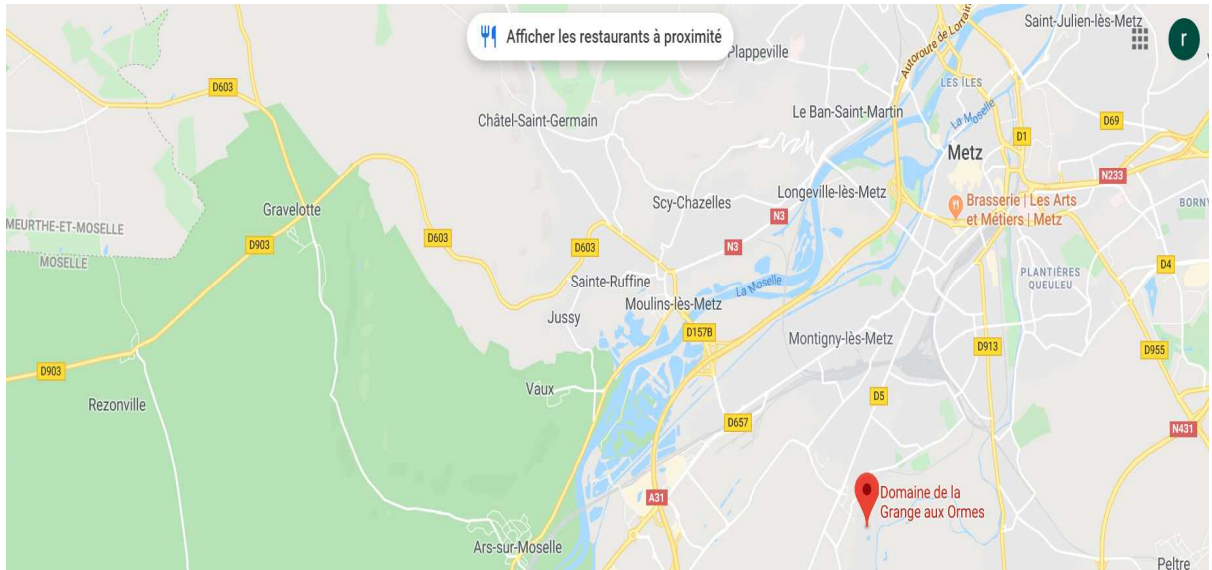 Afficher les restaurants à proximité
Saint-Julien-lès-Metz
r
Autoroute de Lorrain
Plappeville
D603
LES ÎLES
Châtel-Saint-Germain
Le Ban-Saint-Martin
La Moselle
D69
D1
Metz
N233
Longeville-lès-Metz
Scy-Chazelles
Brasserie | Les Arts
et Métiers | Metz
BORNY
Gravelotte
N3
MEURTHE-ET-MOSELLE
D903
D603
D603
N3
MOSELLE
D4
PLANTIÈRES
QUEULEU
Sainte-Ruffine
La Moselle
Moulins-lès-Metz
Jussy
D157B
Montigny-lès-Metz
D913
D955
D903
Vaux
D5
Rezonville
D657
N431
A31
Domaine de la
Grange aux Ormes
Ars-sur-Moselle
Peltre